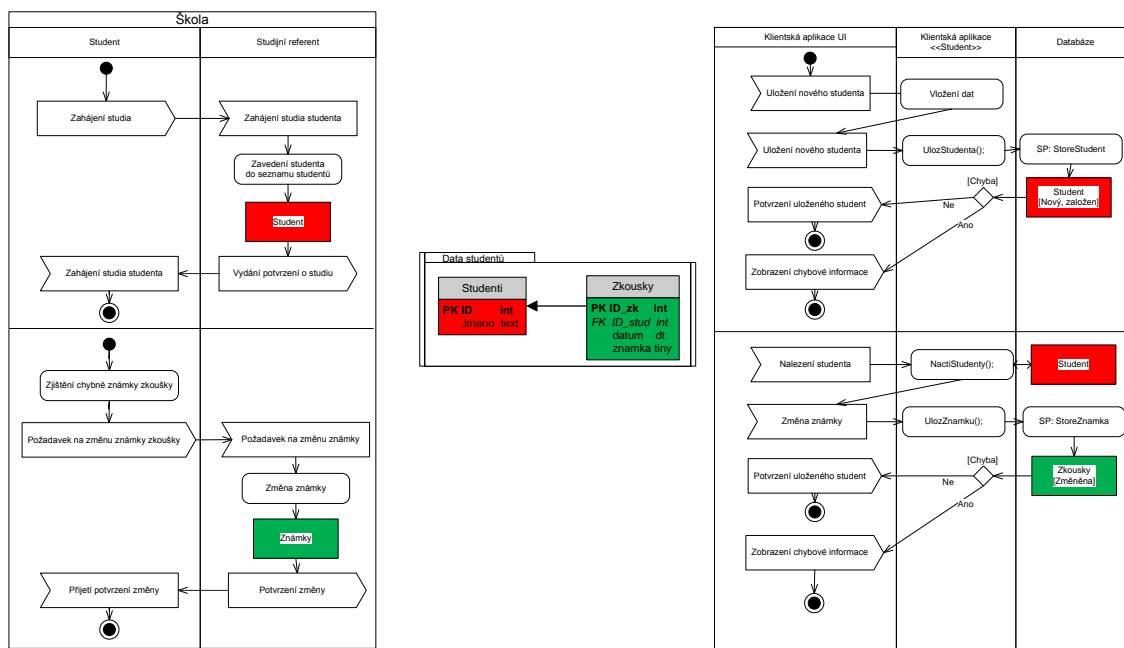 Škola
Student
Studijní referent
Zahájení studia
Zahájení studia studenta
Zavedení studenta
do seznamu studentů
Student
Zahájení studia studenta
Vydání potvrzení o studiu
Zjištění chybné známky zkoušky
Požadavek na změnu známky zkoušky
Požadavek na změnu známky
Změna známky
Známky
Přijetí potvrzení změny
Potvrzení změny
Data studentů
Studenti
PK ID int
Jmeno text
Zkousky
PK ID_zk int
FK ID_stud int
datum dt
znamka tiny
Klientská aplikace UI
Klientská aplikace
<<Student>>
Databáze
Uložení nového studenta
Vložení dat
Uložení nového studenta
UlozStudenta();
SP: StoreStudent
[Chyba]
Student
[Nový, založen]
Potvrzení uloženého student
Ne
Ano
Zobrazení chybové informace
Nalezení studenta
NactiStudenty();
Student
Změna známky
UlozZnamku();
SP: StoreZnamka
[Chyba]
Zkousky
[Změněna]
Potvrzení uloženého student
Ne
Ano
Zobrazení chybové informace